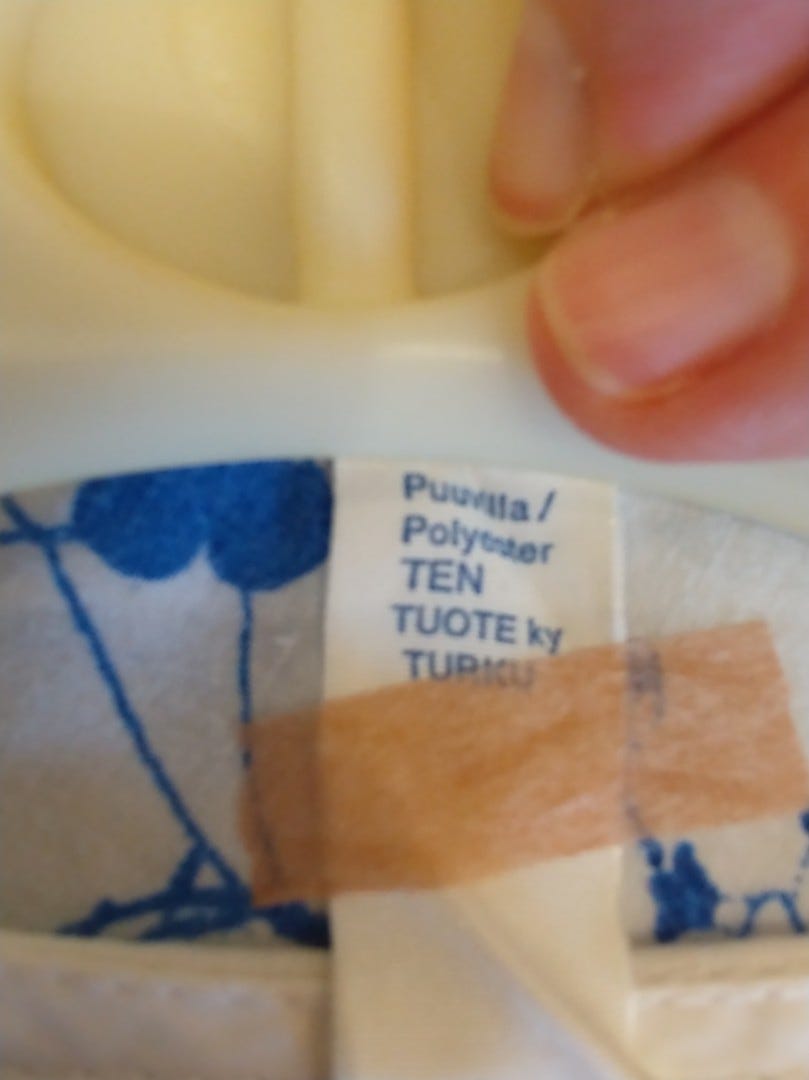 Puuvilla /
Polyester
TEN
TUOTE ky
TURKU